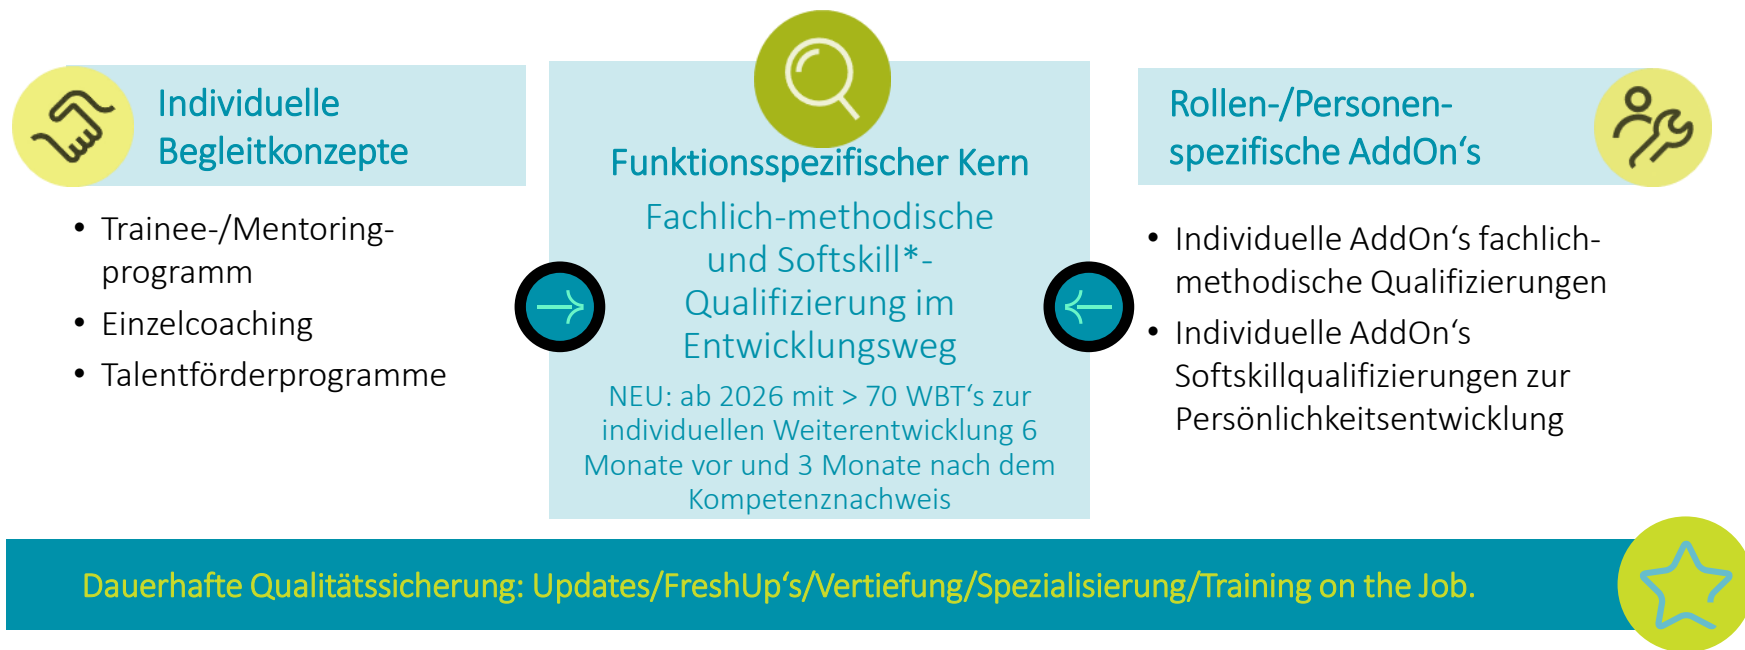 Individuelle
Begleitkonzepte
• Trainee-/Mentoring-
programm
• Einzelcoaching
• Talentförderprogramme
Funktionsspezifischer Kern
Fachlich-methodische
und Softskill*-
Qualifizierung im
Entwicklungsweg
NEU: ab 2026 mit > 70 WBT‘s zur
individuellen Weiterentwicklung 6
Monate vor und 3 Monate nach dem
Kompetenznachweis
Rollen-/Personen-
spezifische AddOn‘s
• Individuelle AddOn‘s fachlich-
methodische Qualifizierungen
• Individuelle AddOn‘s
Softskillqualifizierungen zur
Persönlichkeitsentwicklung
Dauerhafte Qualitätssicherung: Updates/FreshUp‘s/Vertiefung/Spezialisierung/Training on the Job.